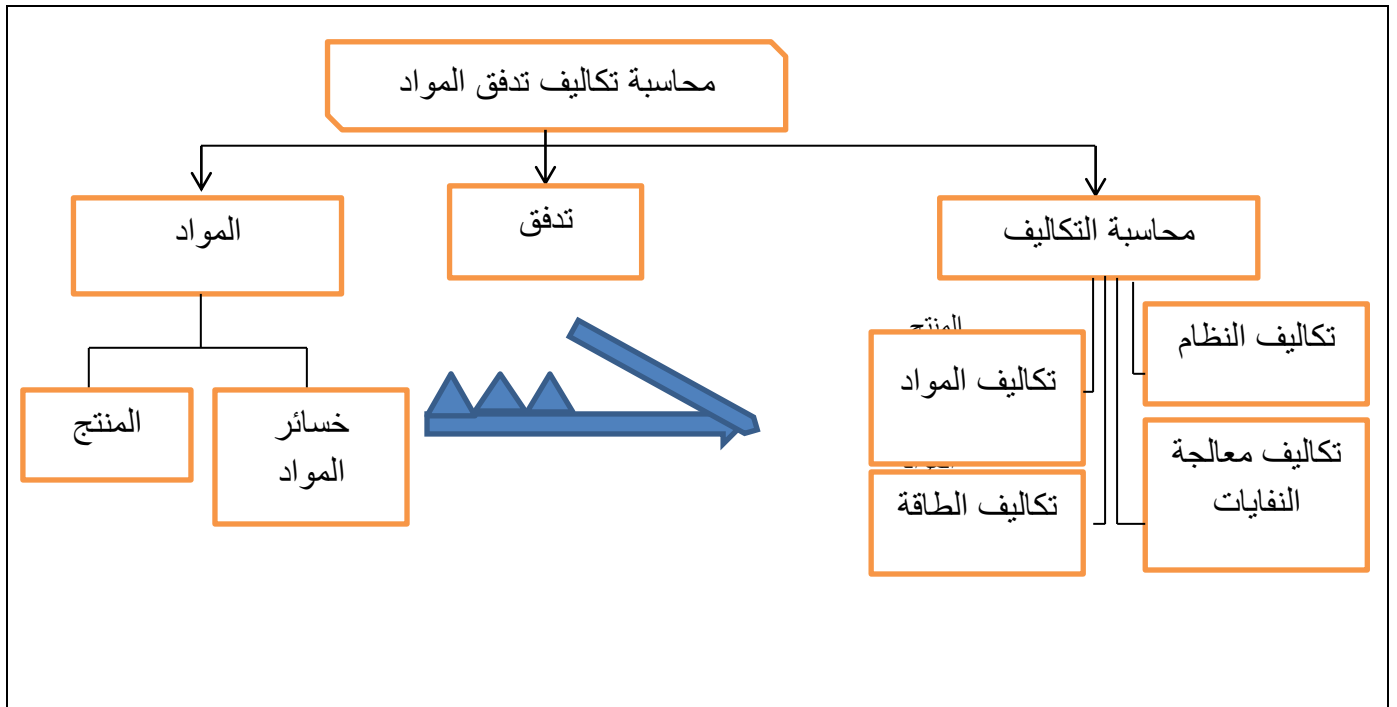 محاسبة تكاليف تدفق المواد
محاسبة التكاليف
تدفق
المواد
تكاليف النظام
المنتج
تكاليف المواد
تكاليف معالجة
النفايات
تكاليف الطاقة
خسائر
المواد
المنتج